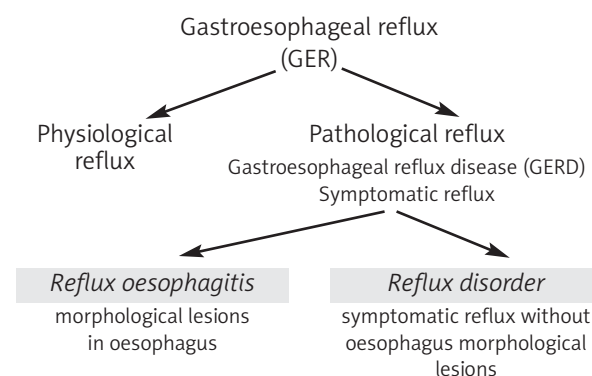 Gastroesophageal reflux
(GER)
Physiological
reflux
Pathological reflux
Gastroesophageal reflux disease (GERD)
Symptomatic reflux
Reflux oesophagitis
morphological lesions
in oesophagus
Reflux disorder
symptomatic reflux without
oesophagus morphological
lesions